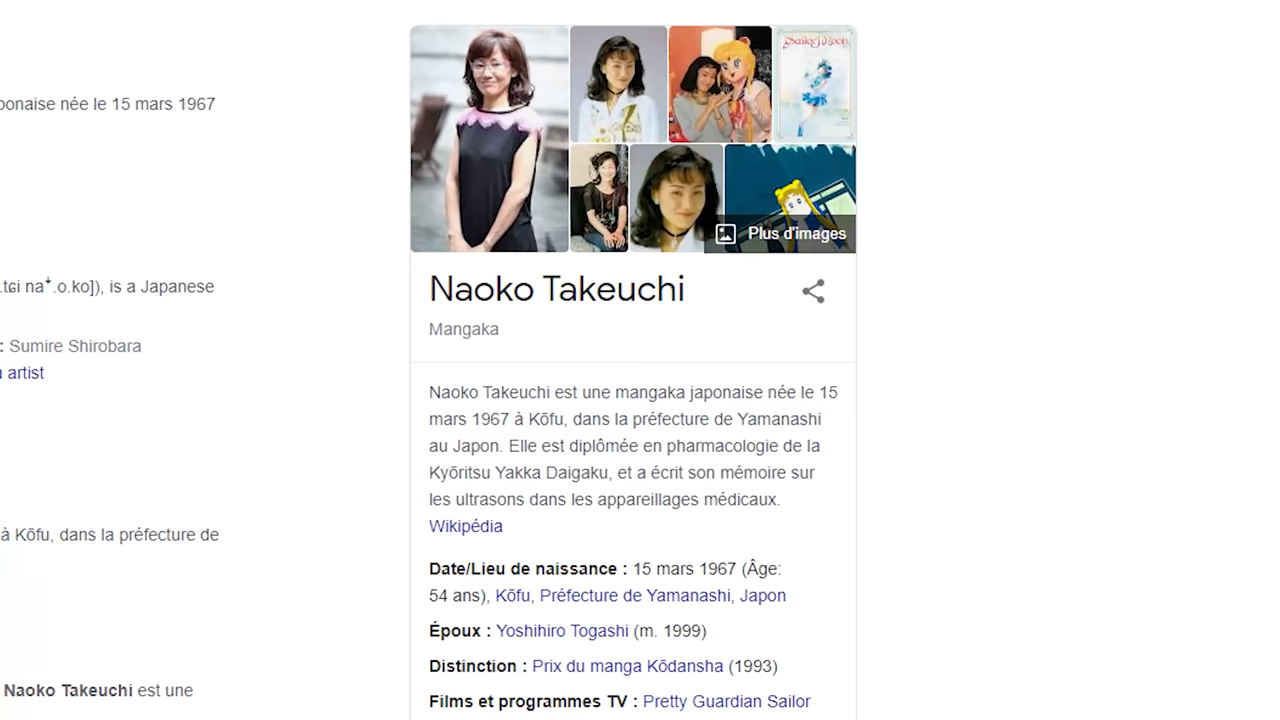 ponaise née le 15 mars 1967
.tɕi naꜜ.o.ko]), is a Japanese
: Sumire Shirobara
artist
à Kōfu, dans la préfecture de
Naoko Takeuchi est une
Sailor Moon
Plus d'images
Naoko Takeuchi
Mangaka
Naoko Takeuchi est une mangaka japonaise née le 15
mars 1967 à Kōfu, dans la préfecture de Yamanashi
au Japon. Elle est diplômée en pharmacologie de la
Kyōritsu Yakka Daigaku, et a écrit son mémoire sur
les ultrasons dans les appareillages médicaux.
Wikipédia
Date/Lieu de naissance : 15 mars 1967 (Âge:
54 ans), Kōfu, Préfecture de Yamanashi, Japon
Époux : Yoshihiro Togashi (m. 1999)
Distinction : Prix du manga Kōdansha (1993)
Films et programmes TV : Pretty Guardian Sailor